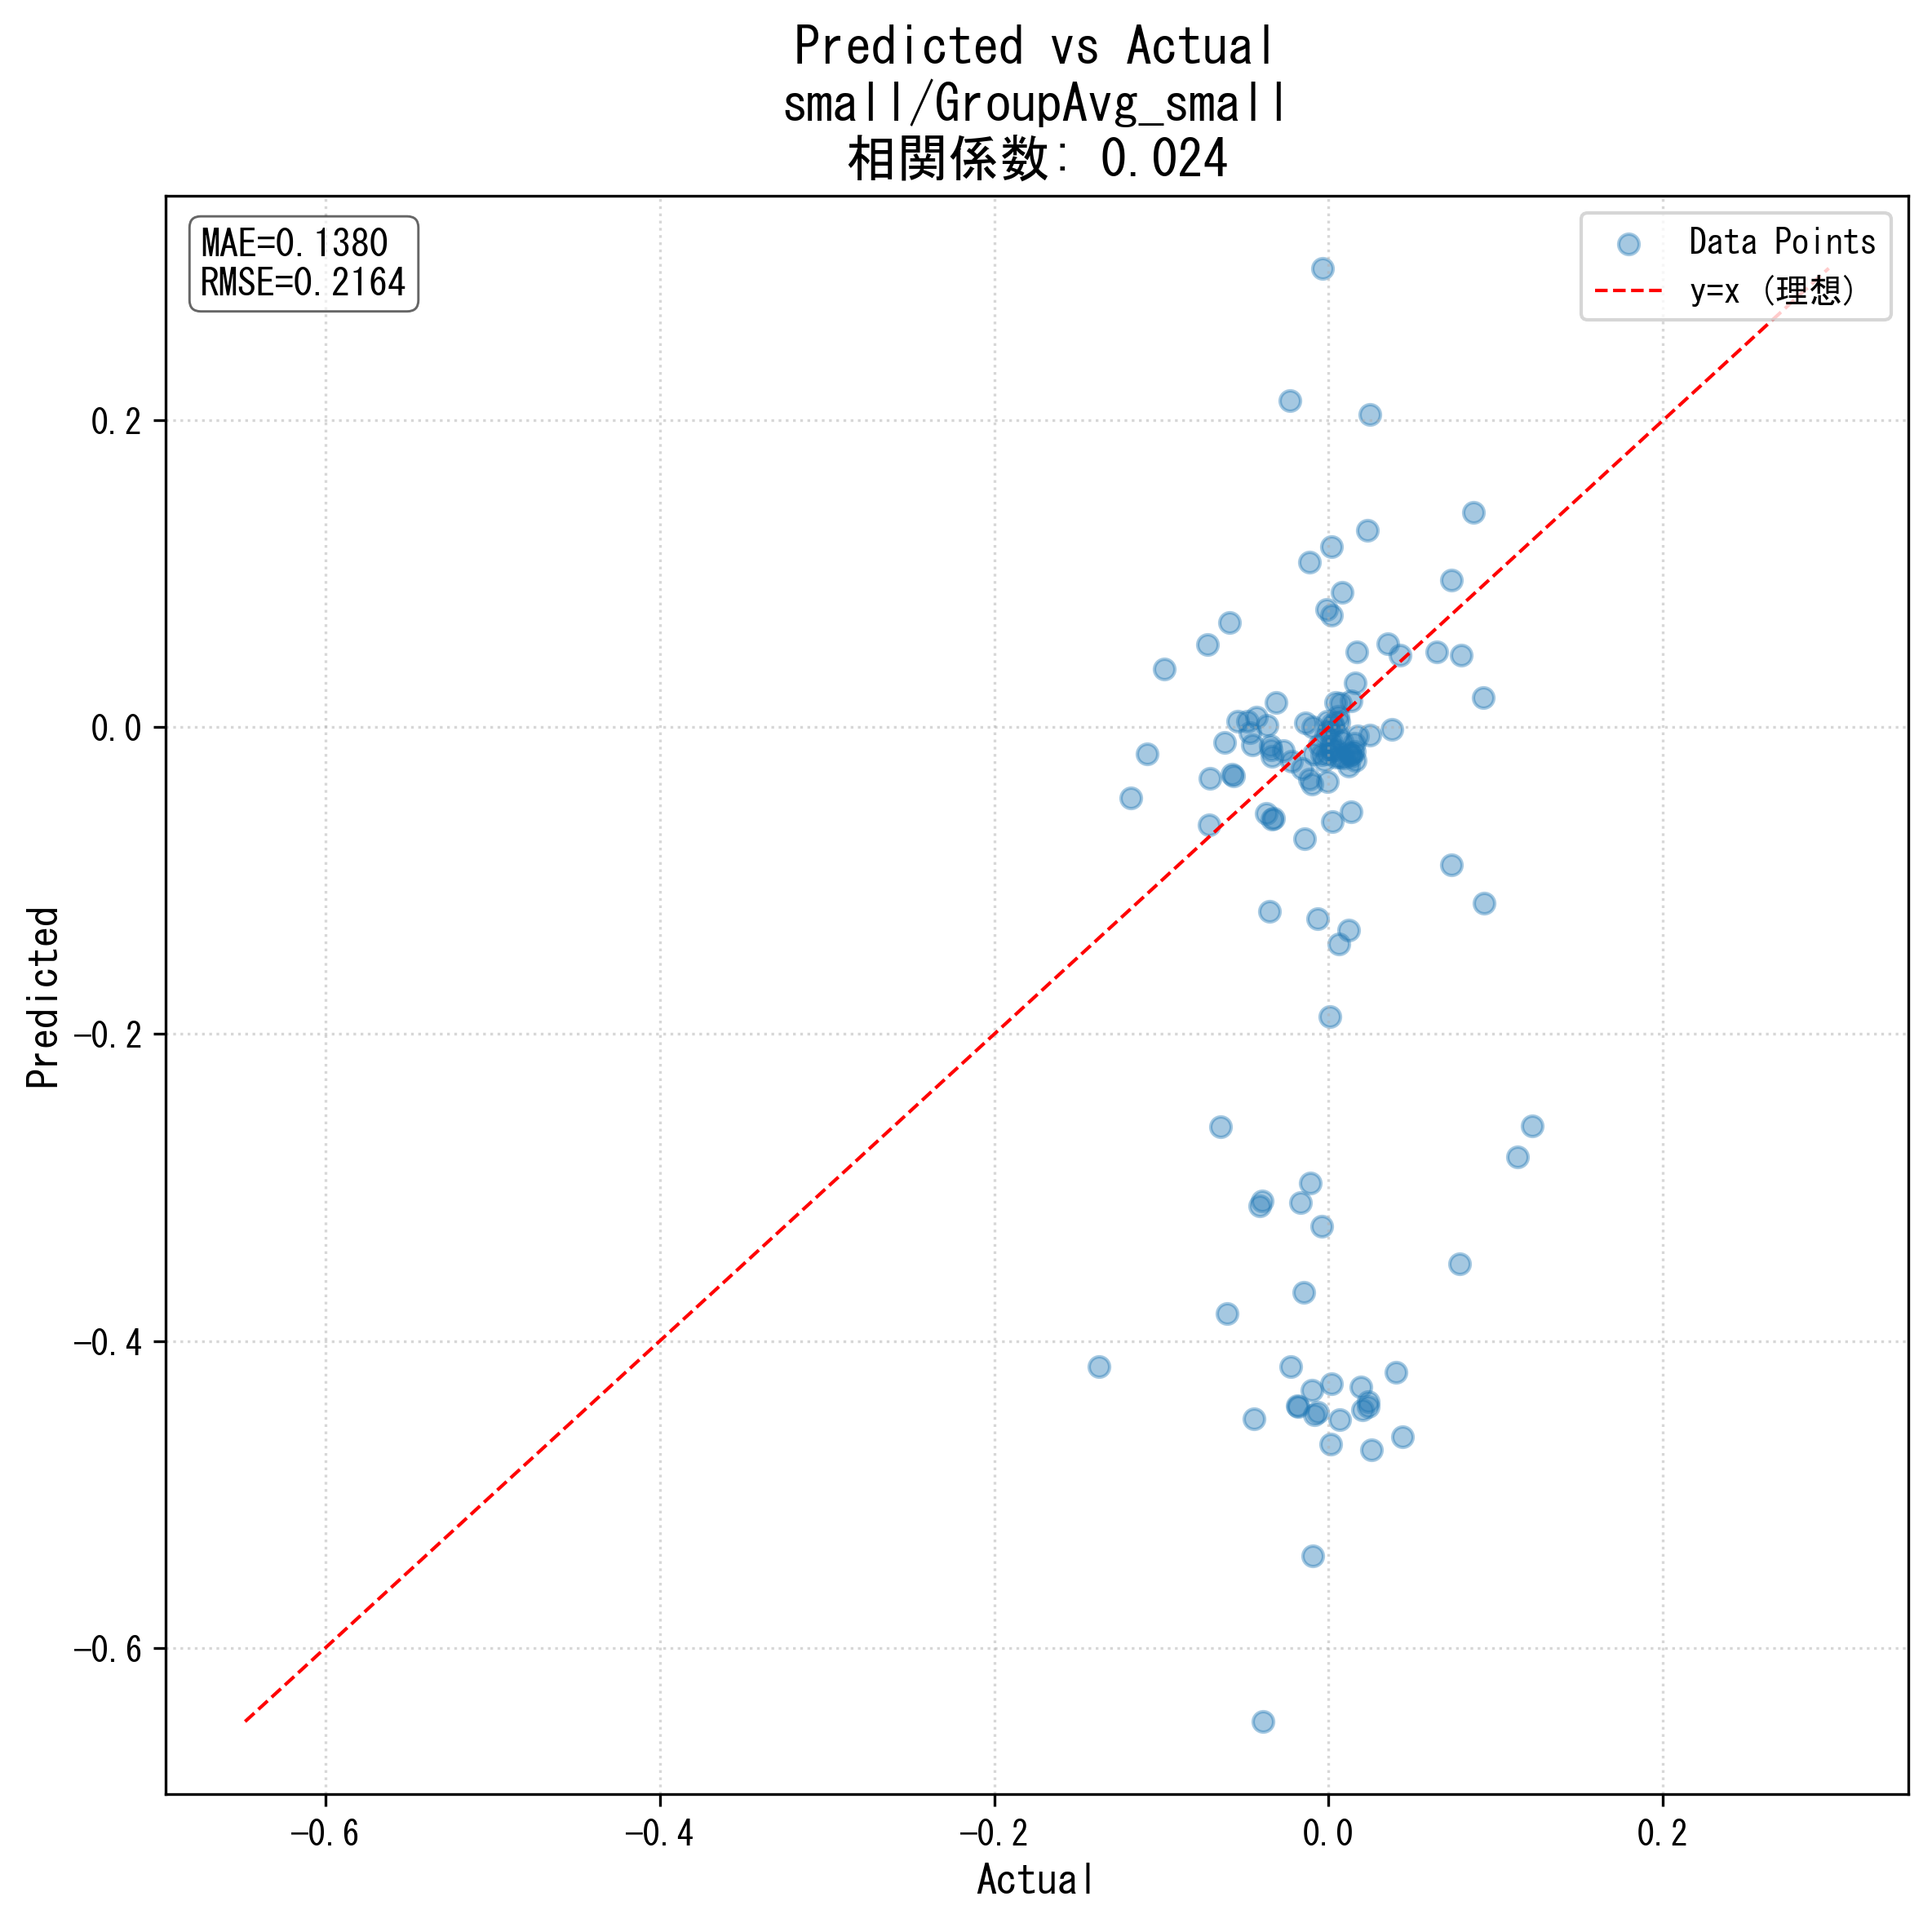 Predicted vs Actual
small/GroupAvg_small
相関係数: 0.024
MAE=0.1380
RMSE=0.2164
Data Points
y=x (理想)
0.2
0.0
−0.2
−0.4
−0.6
Predicted
−0.6
−0.4
−0.2
0.0
0.2
Actual